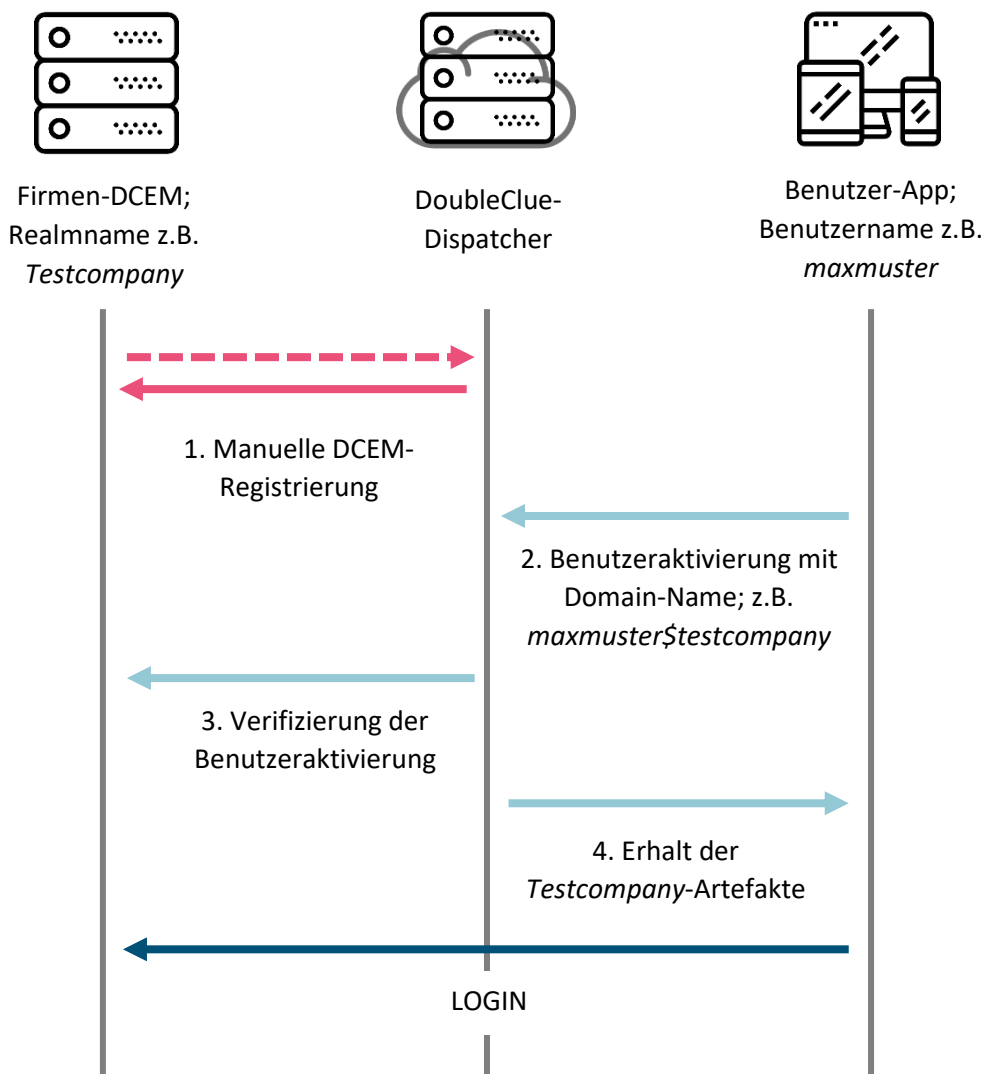 Firmen-DCEM;
Realmname z.B.
Testcompany
DoubleClue-
Dispatcher
Benutzer-App;
Benutzername z.B.
maxmuster
1. Manuelle DCEM-
Registrierung
2. Benutzeraktivierung mit
Domain-Name; z.B.
maxmuster$testcompany
3. Verifizierung der
Benutzeraktivierung
4. Erhalt der
Testcompany-Artefakte
LOGIN